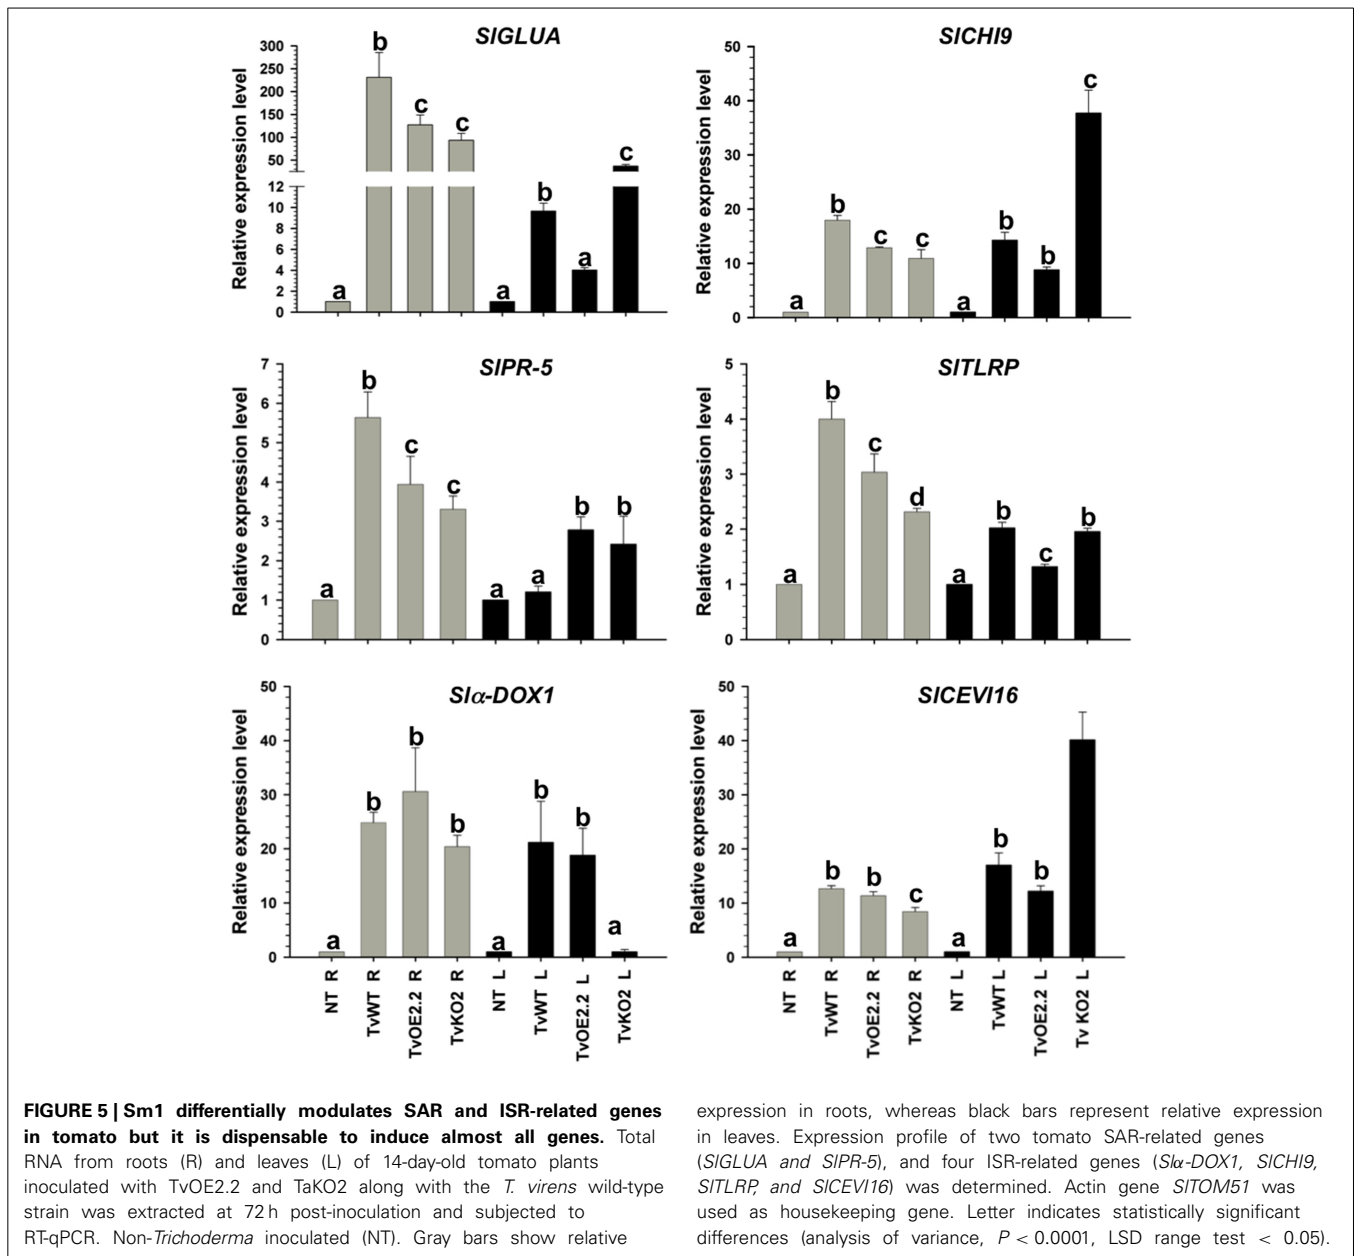 SlGLUA
Relative expression level
300
250
200
150
100
50
12
10
8
6
4
2
0
a
b
c
c
a
b
a
c
SlCHI9
Relative expression level
50
40
30
20
10
0
a
b
c
c
a
b
b
c
SlPR-5
Relative expression level
7
6
5
4
3
2
1
0
a
b
c
c
a
a
b
b
SlTLRP
Relative expression level
5
4
3
2
1
0
a
b
c
d
a
b
c
b
Slα-DOX1
Relative expression level
50
40
30
20
10
0
a
b
b
b
a
b
b
a
NT R
TvWT R
TvOE2.2 R
TvKO2 R
NT L
TvWT L
TvOE2.2 L
TvKO2 L
SlCEVI16
Relative expression level
50
40
30
20
10
0
a
b
b
c
a
b
b
NT R
TvWT R
TvOE2.2 R
TvKO2 R
NT L
TvWT L
TvOE2.2 L
Tv KO2 L
FIGURE 5 | Sm1 differentially modulates SAR and ISR-related genes
in tomato but it is dispensable to induce almost all genes. Total
RNA from roots (R) and leaves (L) of 14-day-old tomato plants
inoculated with TvOE2.2 and TaKO2 along with the T. virens wild-type
strain was extracted at 72 h post-inoculation and subjected to
RT-qPCR. Non-Trichoderma inoculated (NT). Gray bars show relative
expression in roots, whereas black bars represent relative expression
in leaves. Expression profile of two tomato SAR-related genes
(SlGLUA and SlPR-5), and four ISR-related genes (Slα-DOX1, SlCHI9,
SlTLRP, and SlCEVI16) was determined. Actin gene SlTOM51 was
used as housekeeping gene. Letter indicates statistically significant
differences (analysis of variance, P < 0.0001, LSD range test < 0.05).